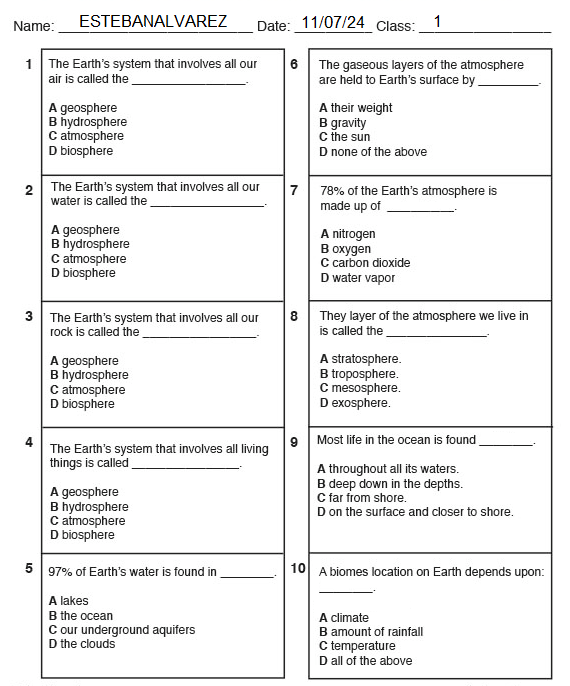 Name: ESTEBANALVAREZ Date: 11/07/24 Class: 1
1 The Earth's system that involves all our
air is called the _________________.
A geosphere
B hydrosphere
C atmosphere
D biosphere
2 The Earth's system that involves all our
water is called the _________________.
A geosphere
B hydrosphere
C atmosphere
D biosphere
3 The Earth's system that involves all our
rock is called the _________________.
A geosphere
B hydrosphere
C atmosphere
D biosphere
4 The Earth's system that involves all living
things is called ________________.
A geosphere
B hydrosphere
C atmosphere
D biosphere
5 97% of Earth's water is found in ________.
A lakes
B the ocean
C our underground aquifers
D the clouds
6 The gaseous layers of the atmosphere
are held to Earth's surface by _________.
A their weight
B gravity
C the sun
D none of the above
7 78% of the Earth's atmosphere is
made up of __________.
A nitrogen
B oxygen
C carbon dioxide
D water vapor
8 They layer of the atmosphere we live in
is called the _______________.
A stratosphere.
B troposphere.
C mesosphere.
D exosphere.
9 Most life in the ocean is found ________.
A throughout all its waters.
B deep down in the depths.
C far from shore.
D on the surface and closer to shore.
10 A biomes location on Earth depends upon:
________.
A climate
B amount of rainfall
C temperature
D all of the above